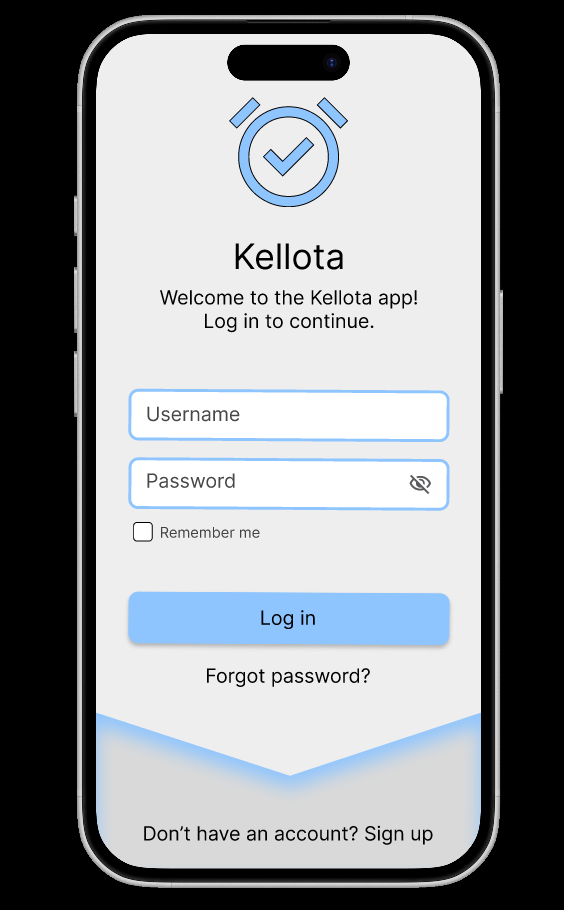 Kellota
Welcome to the Kellota app!
Log in to continue.
Username
Password
Remember me
Log in
Forgot password?
Don’t have an account? Sign up